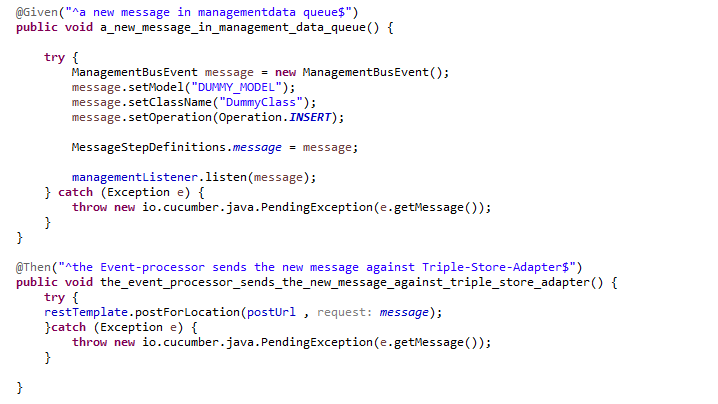 @Given("^a new message in managementdata queue$")
public void a_new_message_in_management_data_queue() {
try {
ManagementBusEvent message = new ManagementBusEvent();
message.setModel("DUMMY_MODEL");
message.setClassName("DummyClass");
message.setOperation(Operation.INSERT);
MessageStepDefinitions.message = message;
managementListener.listen(message);
} catch (Exception e) {
throw new io.cucumber.java.PendingException(e.getMessage());
}
}
@Then("^the Event-processor sends the new message against Triple-Store-Adapter$")
public void the_event_processor_sends_the_new_message_against_triple_store_adapter() {
try {
restTemplate.postForLocation(postUrl , request: message);
}catch (Exception e) {
throw new io.cucumber.java.PendingException(e.getMessage());
}
}